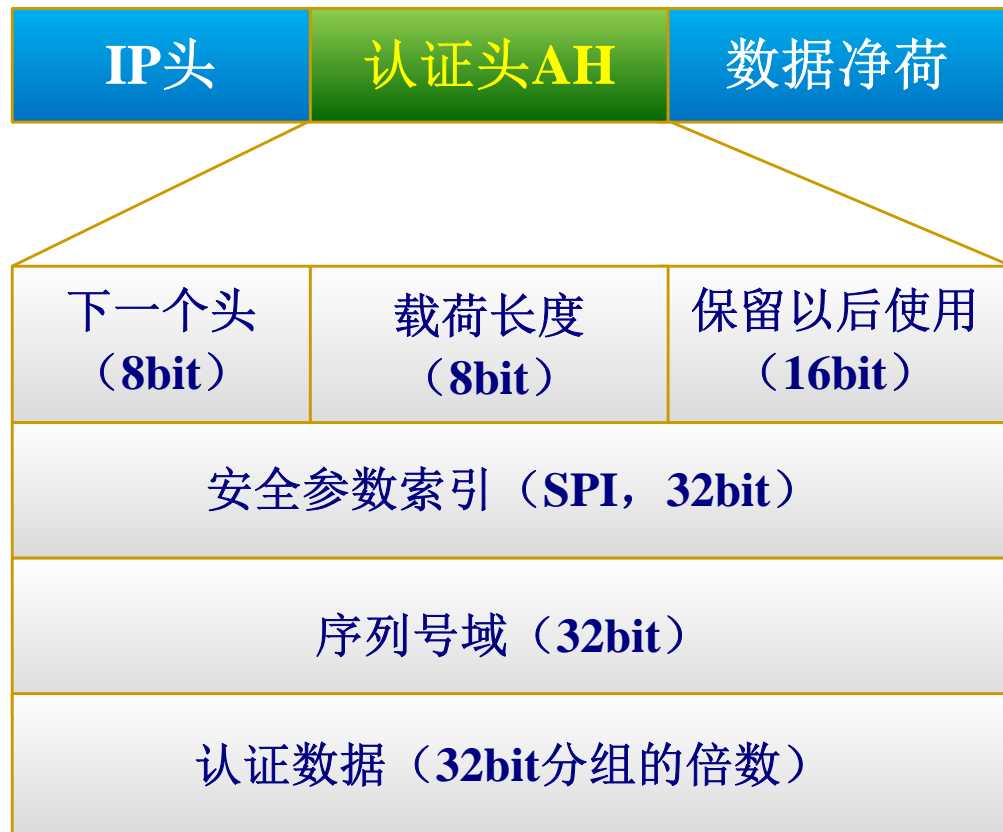 IP头
认证头AH
数据净荷
下一个头
（8bit）
载荷长度
（8bit）
保留以后使用
（16bit）
安全参数索引（SPI，32bit）
序列号域（32bit）
认证数据（32bit分组的倍数）